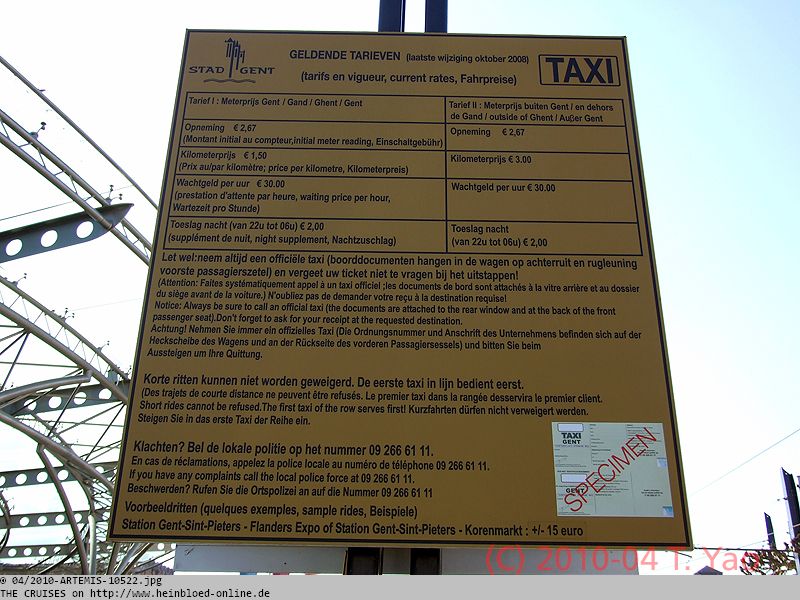 STAD GENT
GELDENDE TARIEVEN (laatste wijziging oktober 2008)
(tarifs en vigueur, current rates, Fahrpreise)
TAXI
Tarief I : Meterprijs Gent / Gand / Ghent / Gent
Tarief II : Meterprijs buiten Gent / en dehors
de Gand / outside of Ghent / Außer Gent
Opneming € 2,67
(Montant initial au compteur,initial meter reading, Einschaltgebühr)
Opneming € 2,67
Kilometerprijs € 1,50
(Prix au/par kilomètre; price per kilometre, Kilometerpreis)
Kilometerprijs € 3.00
Wachtgeld per uur € 30.00
(prestation d'attente par heure, waiting price per hour,
Wartezeit pro Stunde)
Wachtgeld per uur € 30.00
Toeslag nacht (van 22u tot 06u) € 2,00
(supplément de nuit, night supplement, Nachtzuschlag)
Toeslag nacht
(van 22u tot 06u) € 2,00
Let wel:neem altijd een officiële taxi (boorddocumenten hangen in de wagen op achterruit en rugleuning
voorste passagierszetel) en vergeet uw ticket niet te vragen bij het uitstappen!
(Attention: Faites systématiquement appel à un taxi officiel ;les documents de bord sont attachés à la vitre arrière et au dossier
du siège avant de la voiture.) N'oubliez pas de demander votre reçu à la destination requise!
Notice: Always be sure to call an official taxi (the documents are attached to the rear window and at the back of the front
passenger seat).Don't forget to ask for your receipt at the requested destination.
Achtung! Nehmen Sie immer ein offizielles Taxi (Die Ordnungsnummer und Anschrift des Unternehmens befinden sich auf der
Heckscheibe des Wagens und an der Rückseite des vorderen Passagiersessels) und bitten Sie beim
Aussteigen um Ihre Quittung.
Korte ritten kunnen niet worden geweigerd. De eerste taxi in lijn bedient eerst.
(Des trajets de courte distance ne peuvent être refusés. Le premier taxi dans la rangée desservira le premier client.
Short rides cannot be refused.The first taxi of the row serves first! Kurzfahrten dürfen nicht verweigert werden.
Steigen Sie in das erste Taxi der Reihe ein.
Klachten? Bel de lokale politie op het nummer 09 266 61 11.
En cas de réclamations, appelez la police locale au numéro de téléphone 09 266 61 11.
If you have any complaints call the local police force at 09 266 61 11.
Beschwerden? Rufen Sie die Ortspolizei an auf die Nummer 09 266 61 11
Voorbeeldritten (quelques exemples, sample rides, Beispiele)
Station Gent-Sint-Pieters - Flanders Expo of Station Gent-Sint-Pieters - Korenmarkt : +/- 15 euro
TAXI
GENT
GENT
SPECIMEN
(C) 2010-04 T. Yao
© 04/2010-ARTEMIS-10522.jpg
THE CRUISES on http://www.heinbloed-online.de